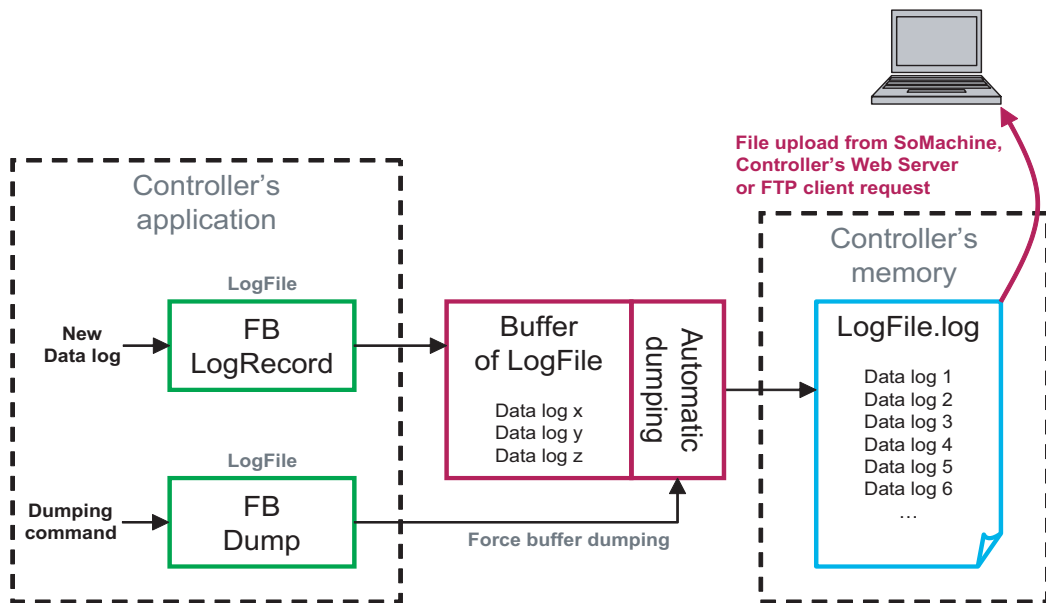 File upload from SoMachine,
Controller's Web Server
or FTP client request
Controller's
application
LogFile
New
Data log
FB
LogRecord
LogFile
Dumping
command
FB
Dump
Force buffer dumping
Buffer
of LogFile
Data log x
Data log y
Data log z
Automatic
dumping
Controller's
memory
LogFile.log
Data log 1
Data log 2
Data log 3
Data log 4
Data log 5
Data log 6
...